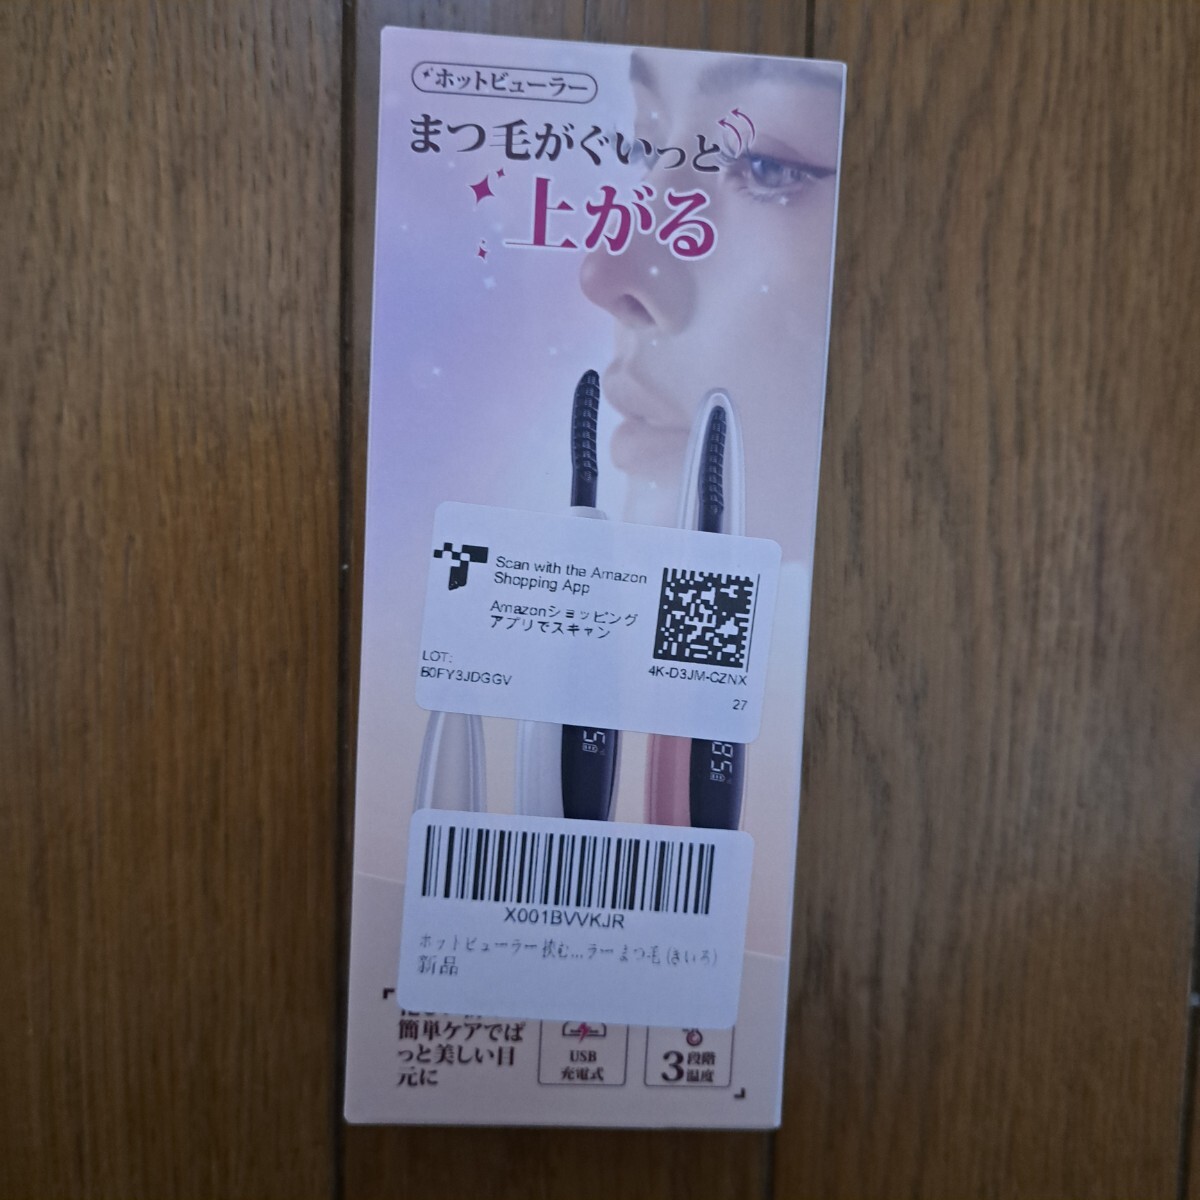 ホットビューラー
まつ毛がぐいっと
上がる
Scan with the Amazon
Shopping App
Amazonショッピング
アプリでスキャン
LOT:
B0FY3JDGGV
4K-D3JM-CZNX
27
5
85
X001BVVKJR
ホットビューラー 挟む...ラー まつ毛 (きいろ)
新品
簡単ケアでぱ
っと美しい目
元に
USB
充電式
3段階
温度